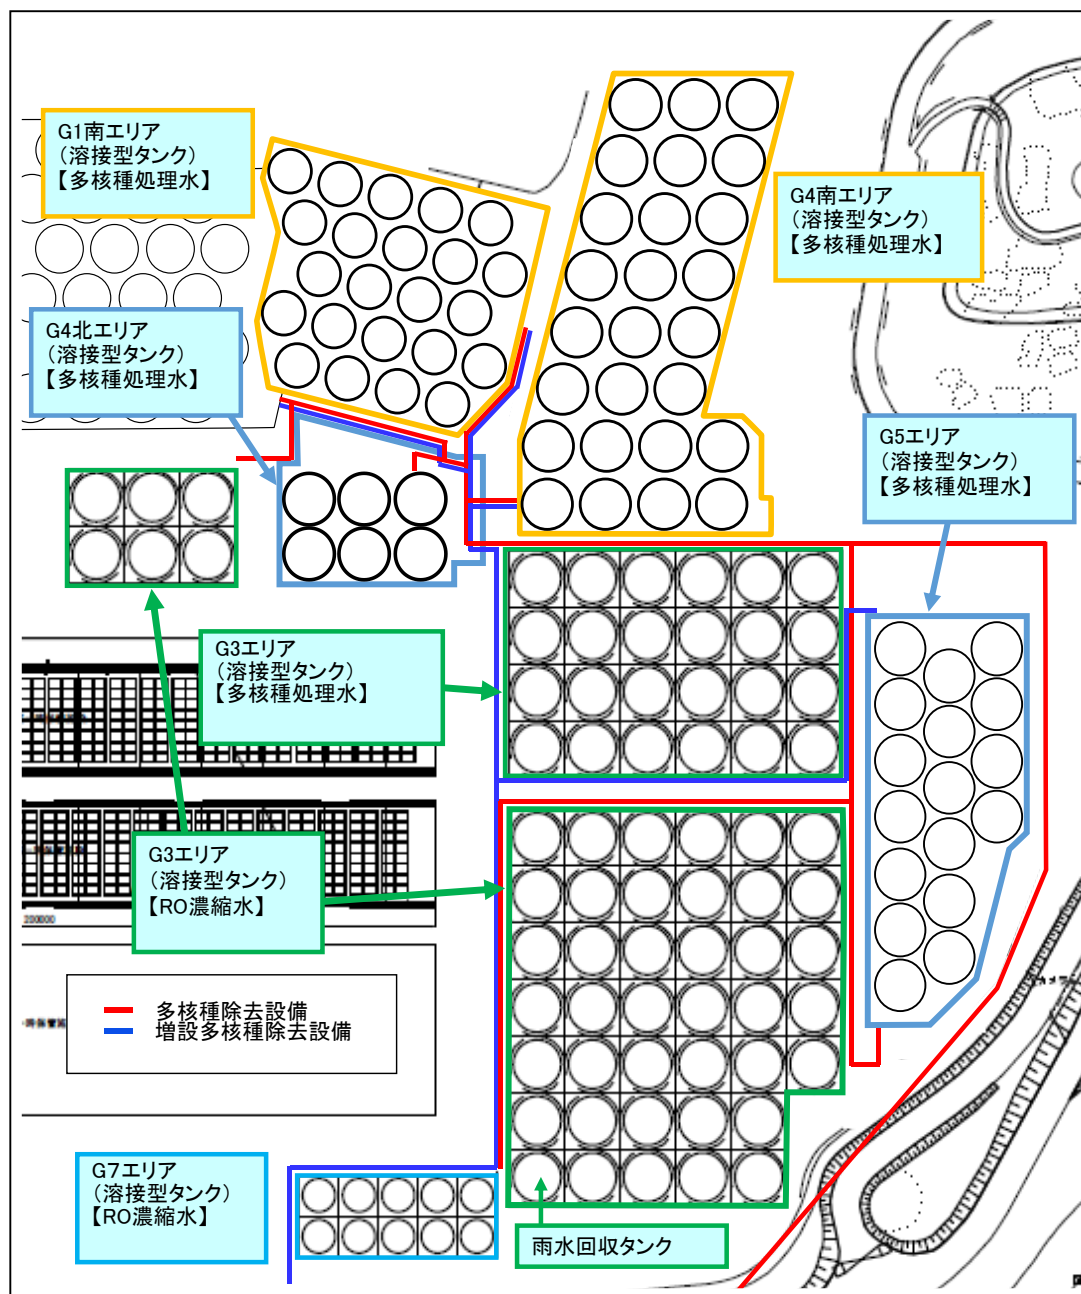 G1南エリア
（溶接型タンク）
【多核種処理水】
G4南エリア
（溶接型タンク）
【多核種処理水】
G4北エリア
（溶接型タンク）
【多核種処理水】
G5エリア
（溶接型タンク）
【多核種処理水】
G3エリア
（溶接型タンク）
【多核種処理水】
G3エリア
（溶接型タンク）
【RO濃縮水】
200000
多核種除去設備
増設多核種除去設備
G7エリア
（溶接型タンク）
【RO濃縮水】
雨水回収タンク